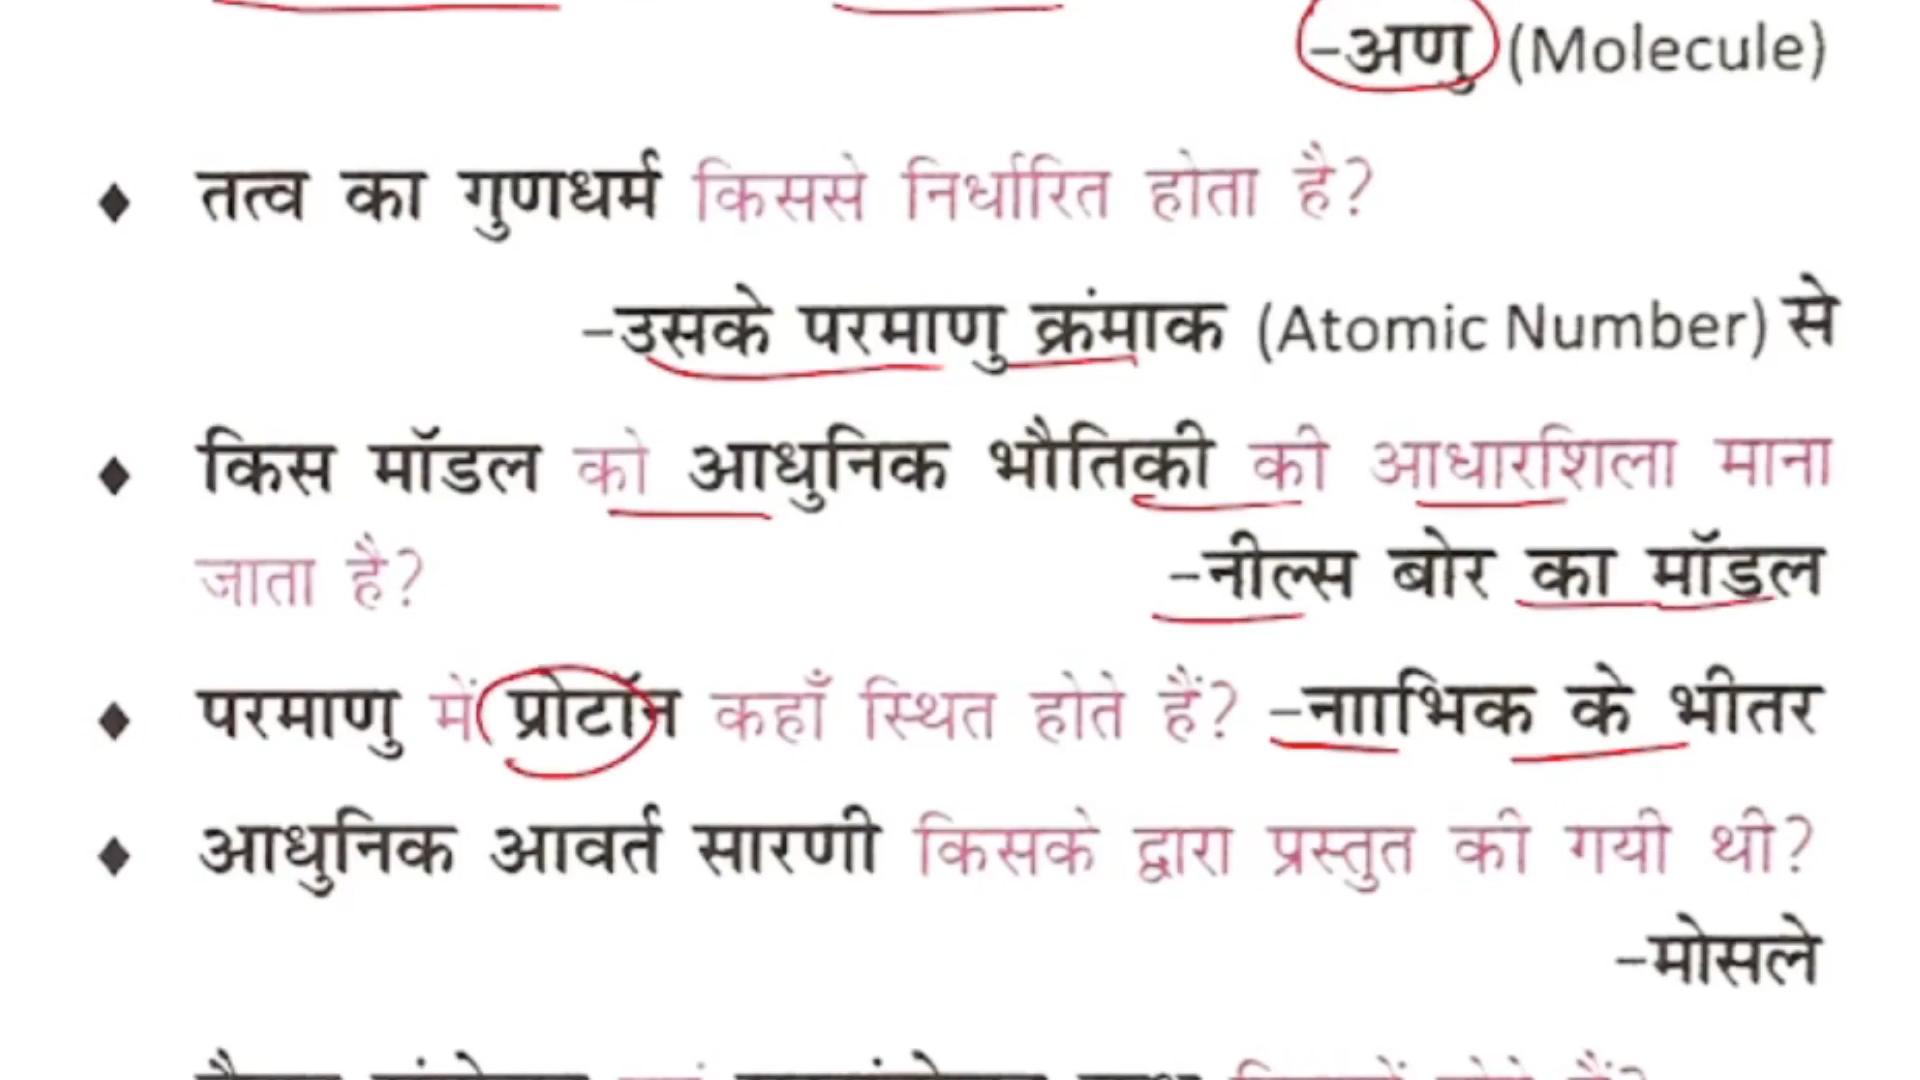 -अणु (Molecule)
♦ तत्व का गुणधर्म किससे निर्धारित होता है?
-उसके परमाणु क्रंमाक (Atomic Number) से
♦ किस मॉडल को आधुनिक भौतिकी की आधारशिला माना
जाता है? -नील्स बोर का मॉडल
♦ परमाणु में प्रोटॉन कहाँ स्थित होते हैं? -नााभिक के भीतर
♦ आधुनिक आवर्त सारणी किसके द्वारा प्रस्तुत की गयी थी?
-मोसले